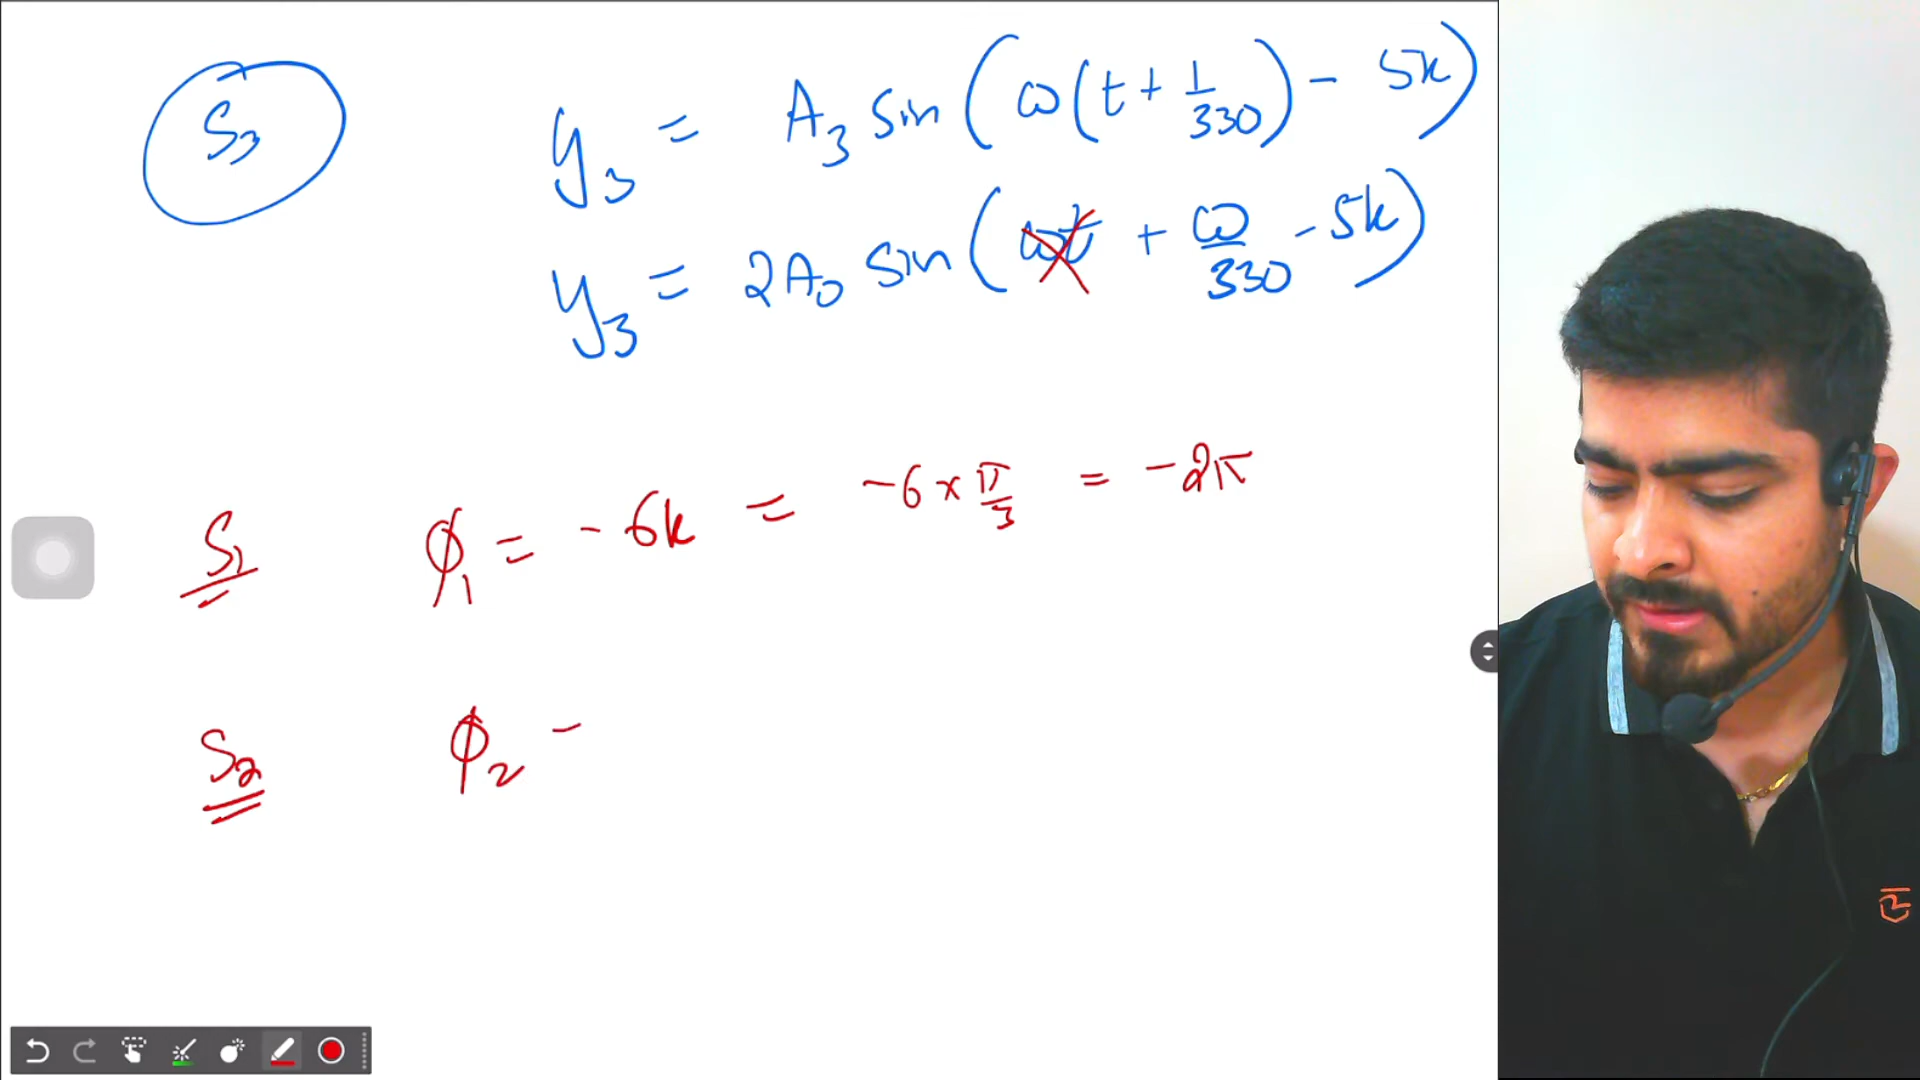 S₃ y₃ = A₃ sin(ω(t + 1/330) - 5k)
y₃ = 2A₀ sin(ωt + ω/330 - 5k)
S₁ ϕ₁ = - 6k = -6 × π/3 = -2π
S₂ ϕ₂ -